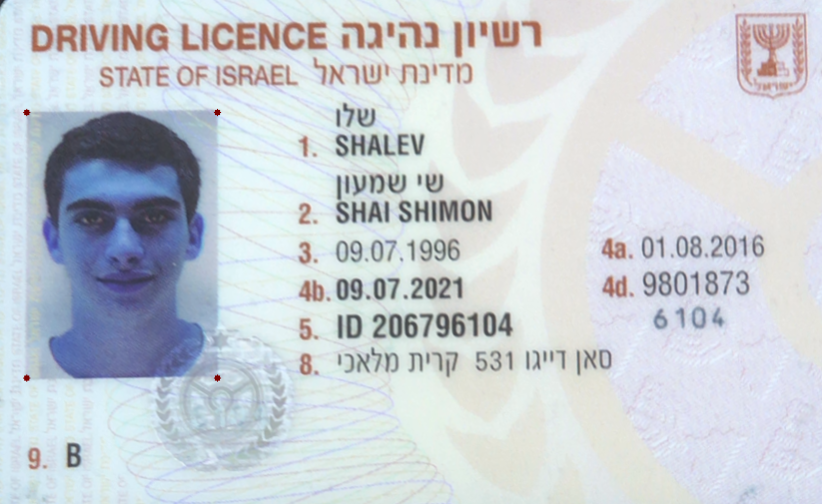 DRIVING LICENCE רשיון נהיגה
STATE OF ISRAEL מדינת ישראל
שלו
1. SHALEV
שי שמעון
2. SHAI SHIMON
3. 09.07.1996 4a. 01.08.2016
4b. 09.07.2021 4d. 9801873
6104
5. ID 206796104
8. סאן דייגו 531 קרית מלאכי
9. B
ישראל